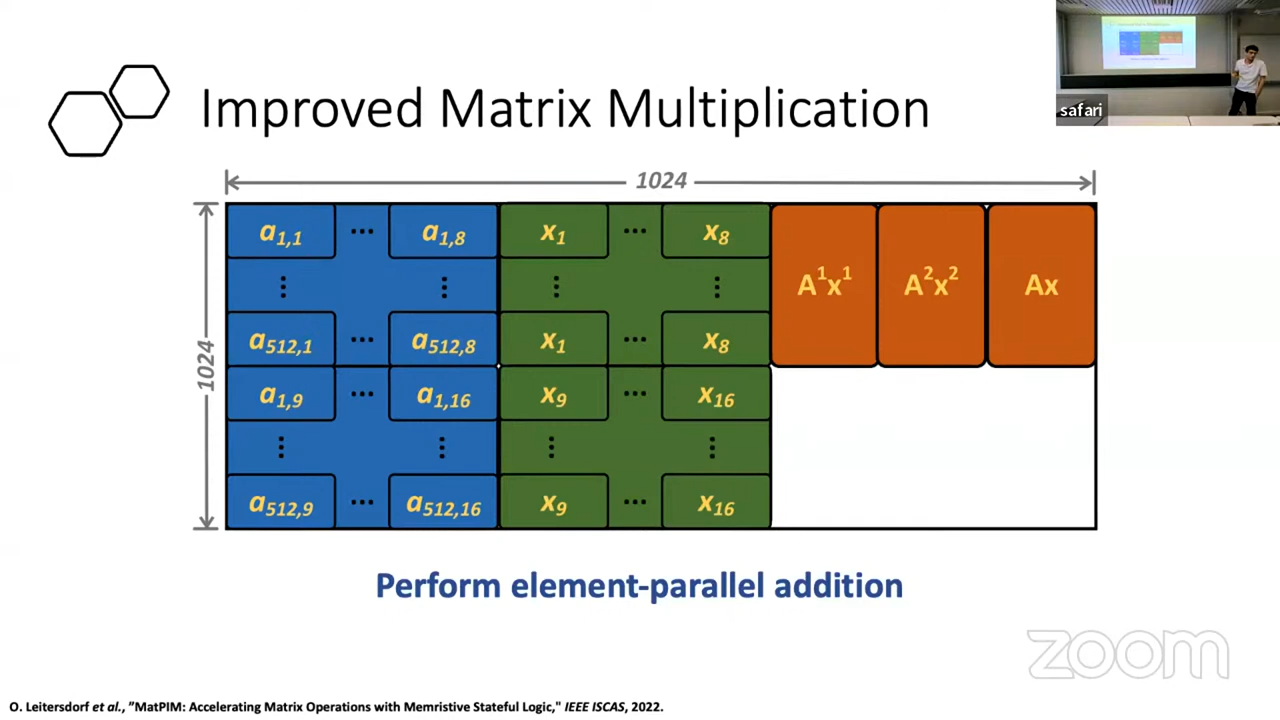 safari
Improved Matrix Multiplication
1024
1024
a1,1 ... a1,8 x1 ... x8 A¹x¹ A²x² Ax
⋮ ⋮ ⋮ ⋮
a512,1 ... a512,8 x1 ... x8
a1,9 ... a1,16 x9 ... x16
⋮ ⋮ ⋮ ⋮
a512,9 ... a512,16 x9 ... x16
Perform element-parallel addition
zoom
O. Leitersdorf et al., "MatPIM: Accelerating Matrix Operations with Memristive Stateful Logic," IEEE ISCAS, 2022.